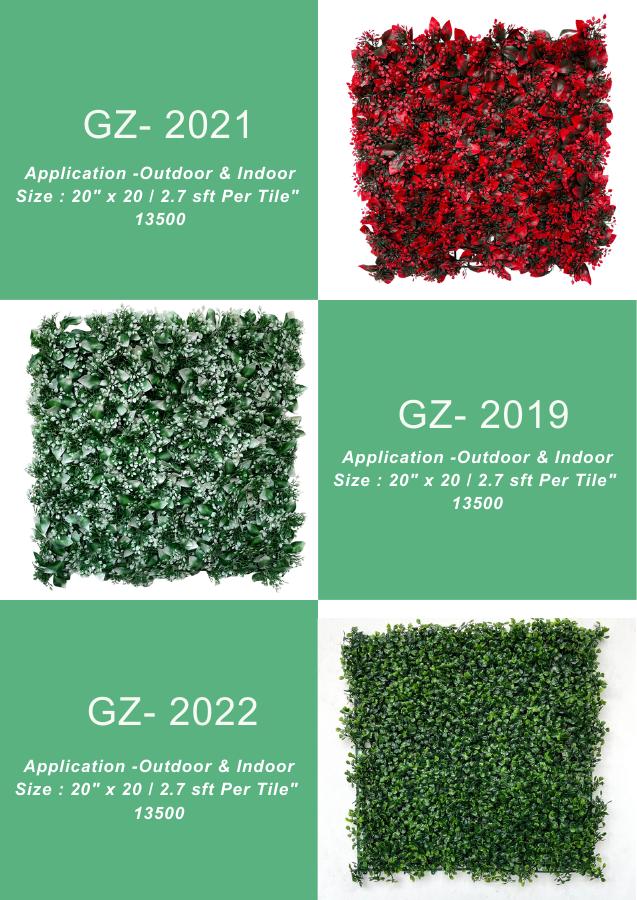 GZ- 2021
Application -Outdoor & Indoor
Size : 20" x 20 / 2.7 sft Per Tile"
13500
GZ- 2019
Application -Outdoor & Indoor
Size : 20" x 20 / 2.7 sft Per Tile"
13500
GZ- 2022
Application -Outdoor & Indoor
Size : 20" x 20 / 2.7 sft Per Tile"
13500